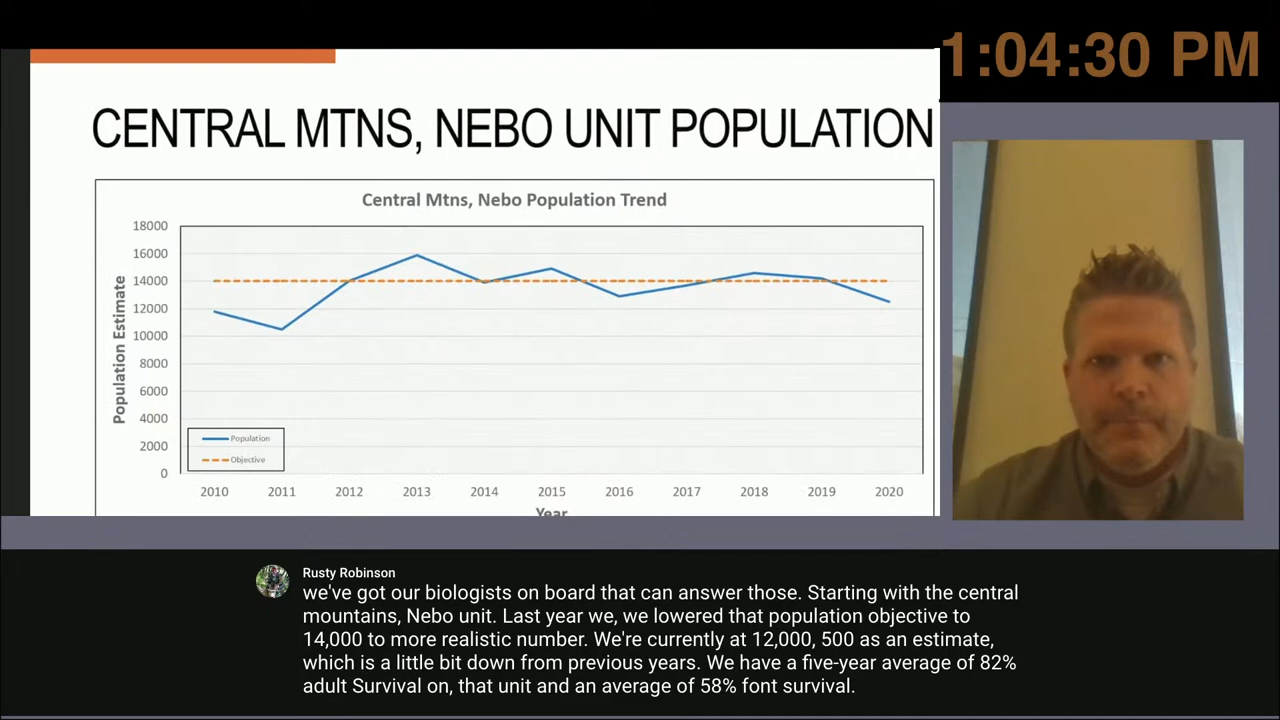 1:04:30 PM
CENTRAL MTNS, NEBO UNIT POPULATION
Central Mtns, Nebo Population Trend
Population Estimate
18000
16000
14000
12000
10000
8000
6000
4000
2000
0
Population
Objective
2010 2011 2012 2013 2014 2015 2016 2017 2018 2019 2020
Year
Rusty Robinson
we've got our biologists on board that can answer those. Starting with the central
mountains, Nebo unit. Last year we, we lowered that population objective to
14,000 to more realistic number. We're currently at 12,000, 500 as an estimate,
which is a little bit down from previous years. We have a five-year average of 82%
adult Survival on, that unit and an average of 58% font survival.